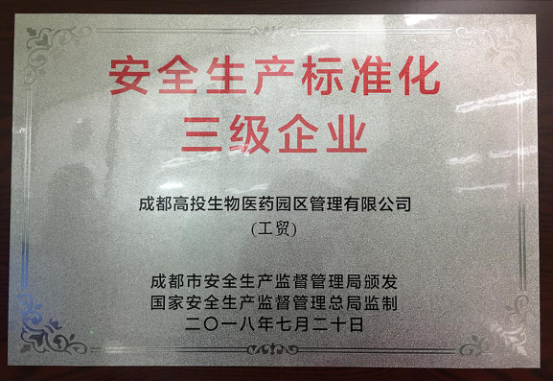 安全生产标准化
三级企业
成都高投生物医药园区管理有限公司
(工贸)
成都市安全生产监督管理局颁发
国家安全生产监督管理总局监制
二〇一八年七月二十日